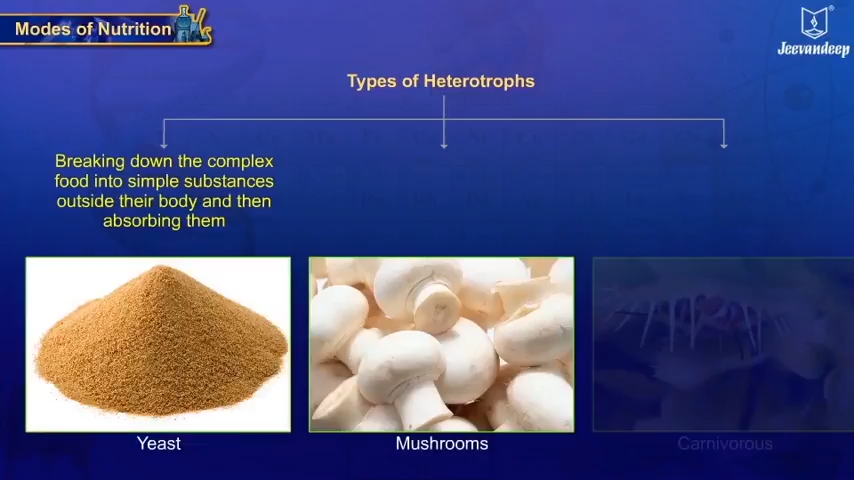 Modes of Nutrition
Jeevandeep
Types of Heterotrophs
Breaking down the complex
food into simple substances
outside their body and then
absorbing them
Yeast
Mushrooms
Carnivorous